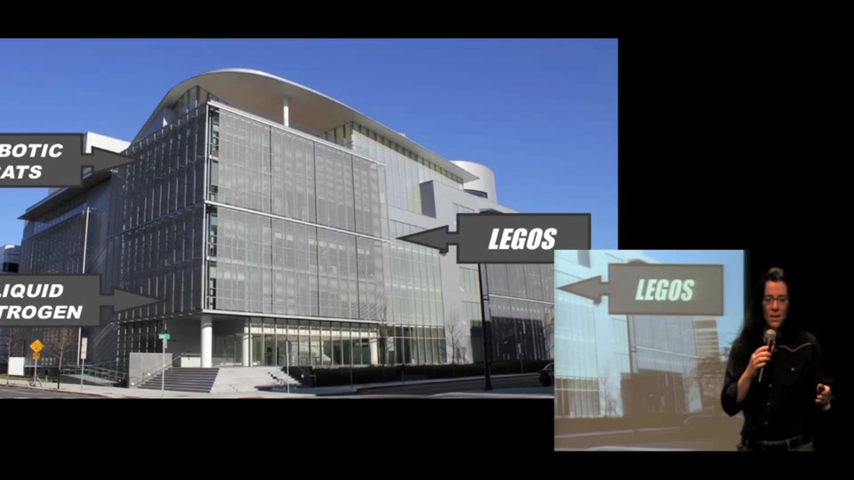 BOTIC
ATS
LEGOS
LEGOS
LIQUID
TROGEN